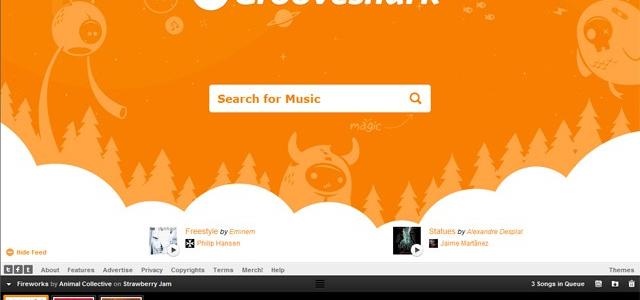 Grooveshark
Search for Music
magic
Freestyle by Eminem
Philip Hansen
Statues by Alexandre Desplat
Jaime Martãnez
Hide Feed
About Features Advertise Privacy Copyrights Terms Merch! Help Themes
Fireworks by Animal Collective on Strawberry Jam 3 Songs in Queue